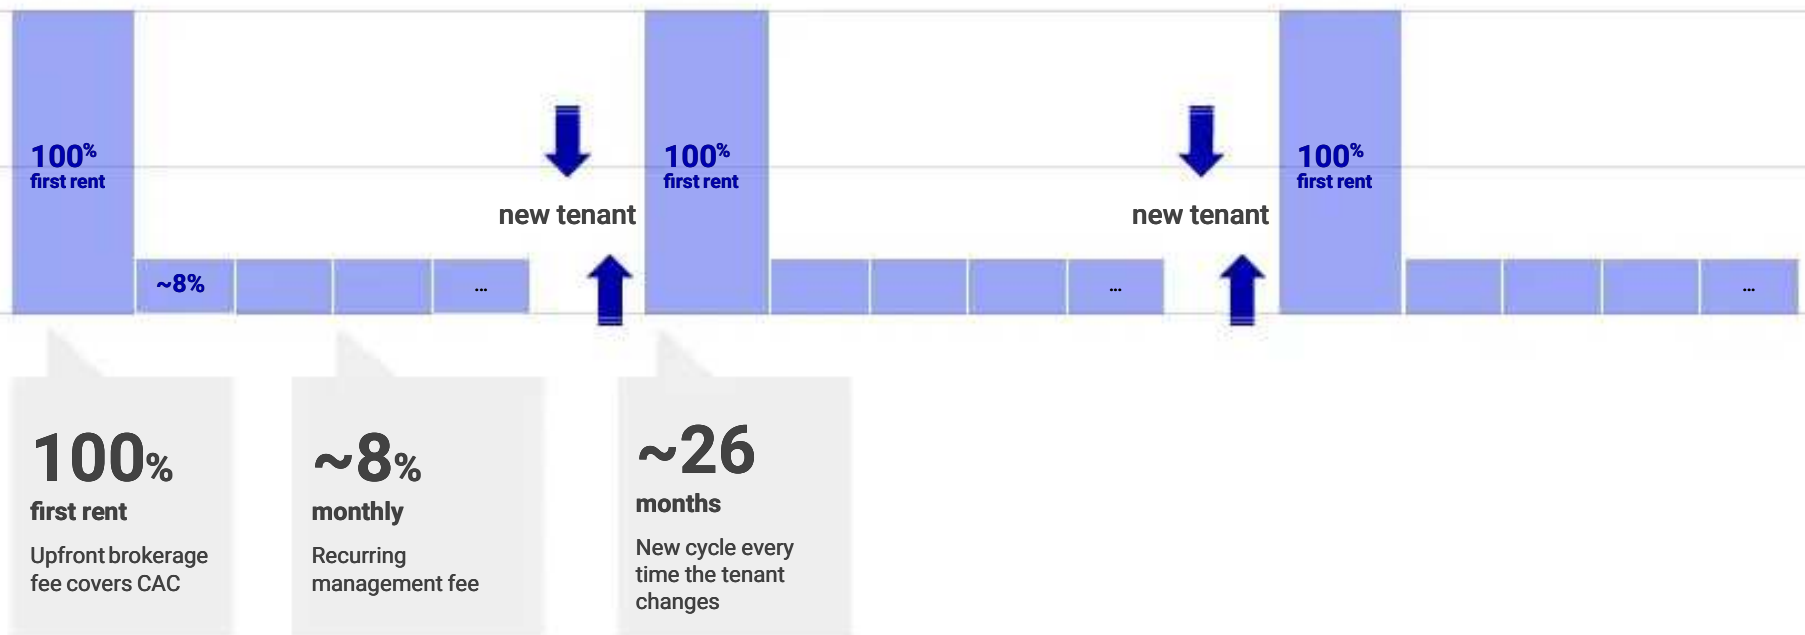 100%
first rent
~8%
...
new tenant
100%
first rent
...
new tenant
100%
first rent
...
100%
first rent
Upfront brokerage
fee covers CAC
~8%
monthly
Recurring
management fee
~26
months
New cycle every
time the tenant
changes